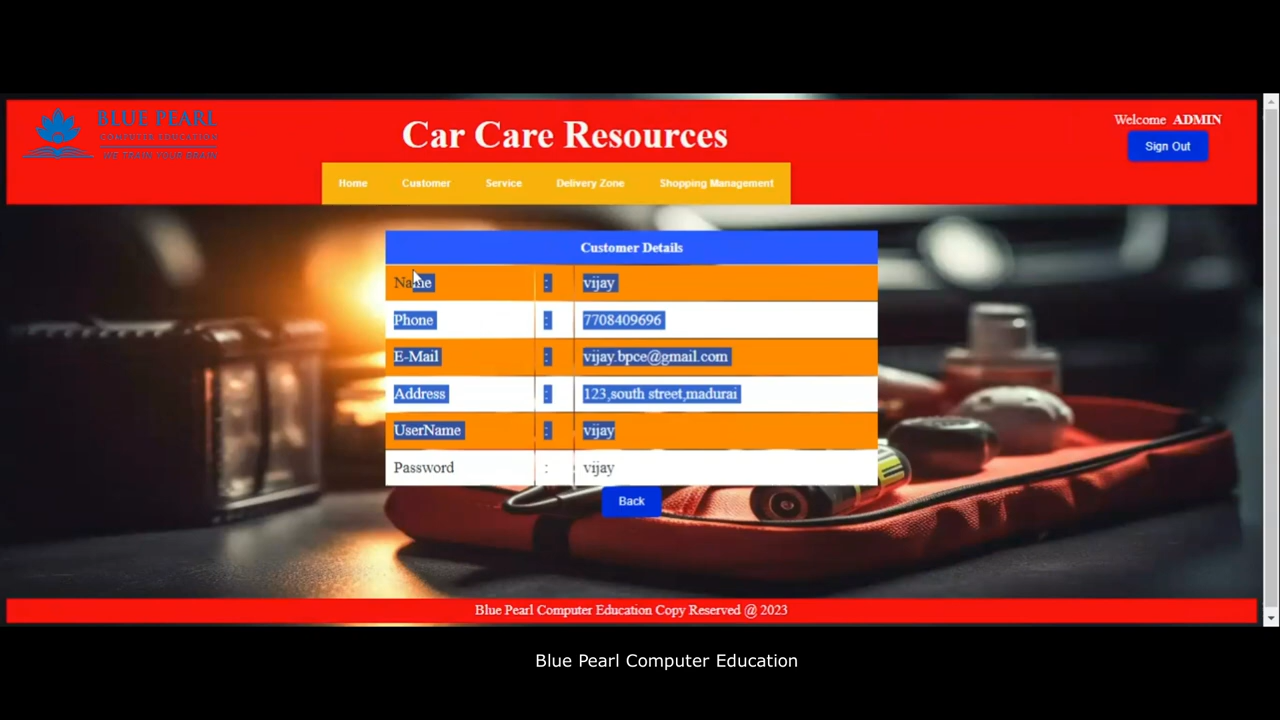 BLUE PEARL
COMPUTER EDUCATION
WE TRAIN YOUR BRAIN
Car Care Resources
Welcome ADMIN
Sign Out
Home Customer Service Delivery Zone Shopping Management
Customer Details
Name : vijay
Phone : 7708409696
E-Mail : vijay.bpce@gmail.com
Address : 123,south street,madurai
UserName : vijay
Password : vijay
Back
Blue Pearl Computer Education Copy Reserved @ 2023
Blue Pearl Computer Education